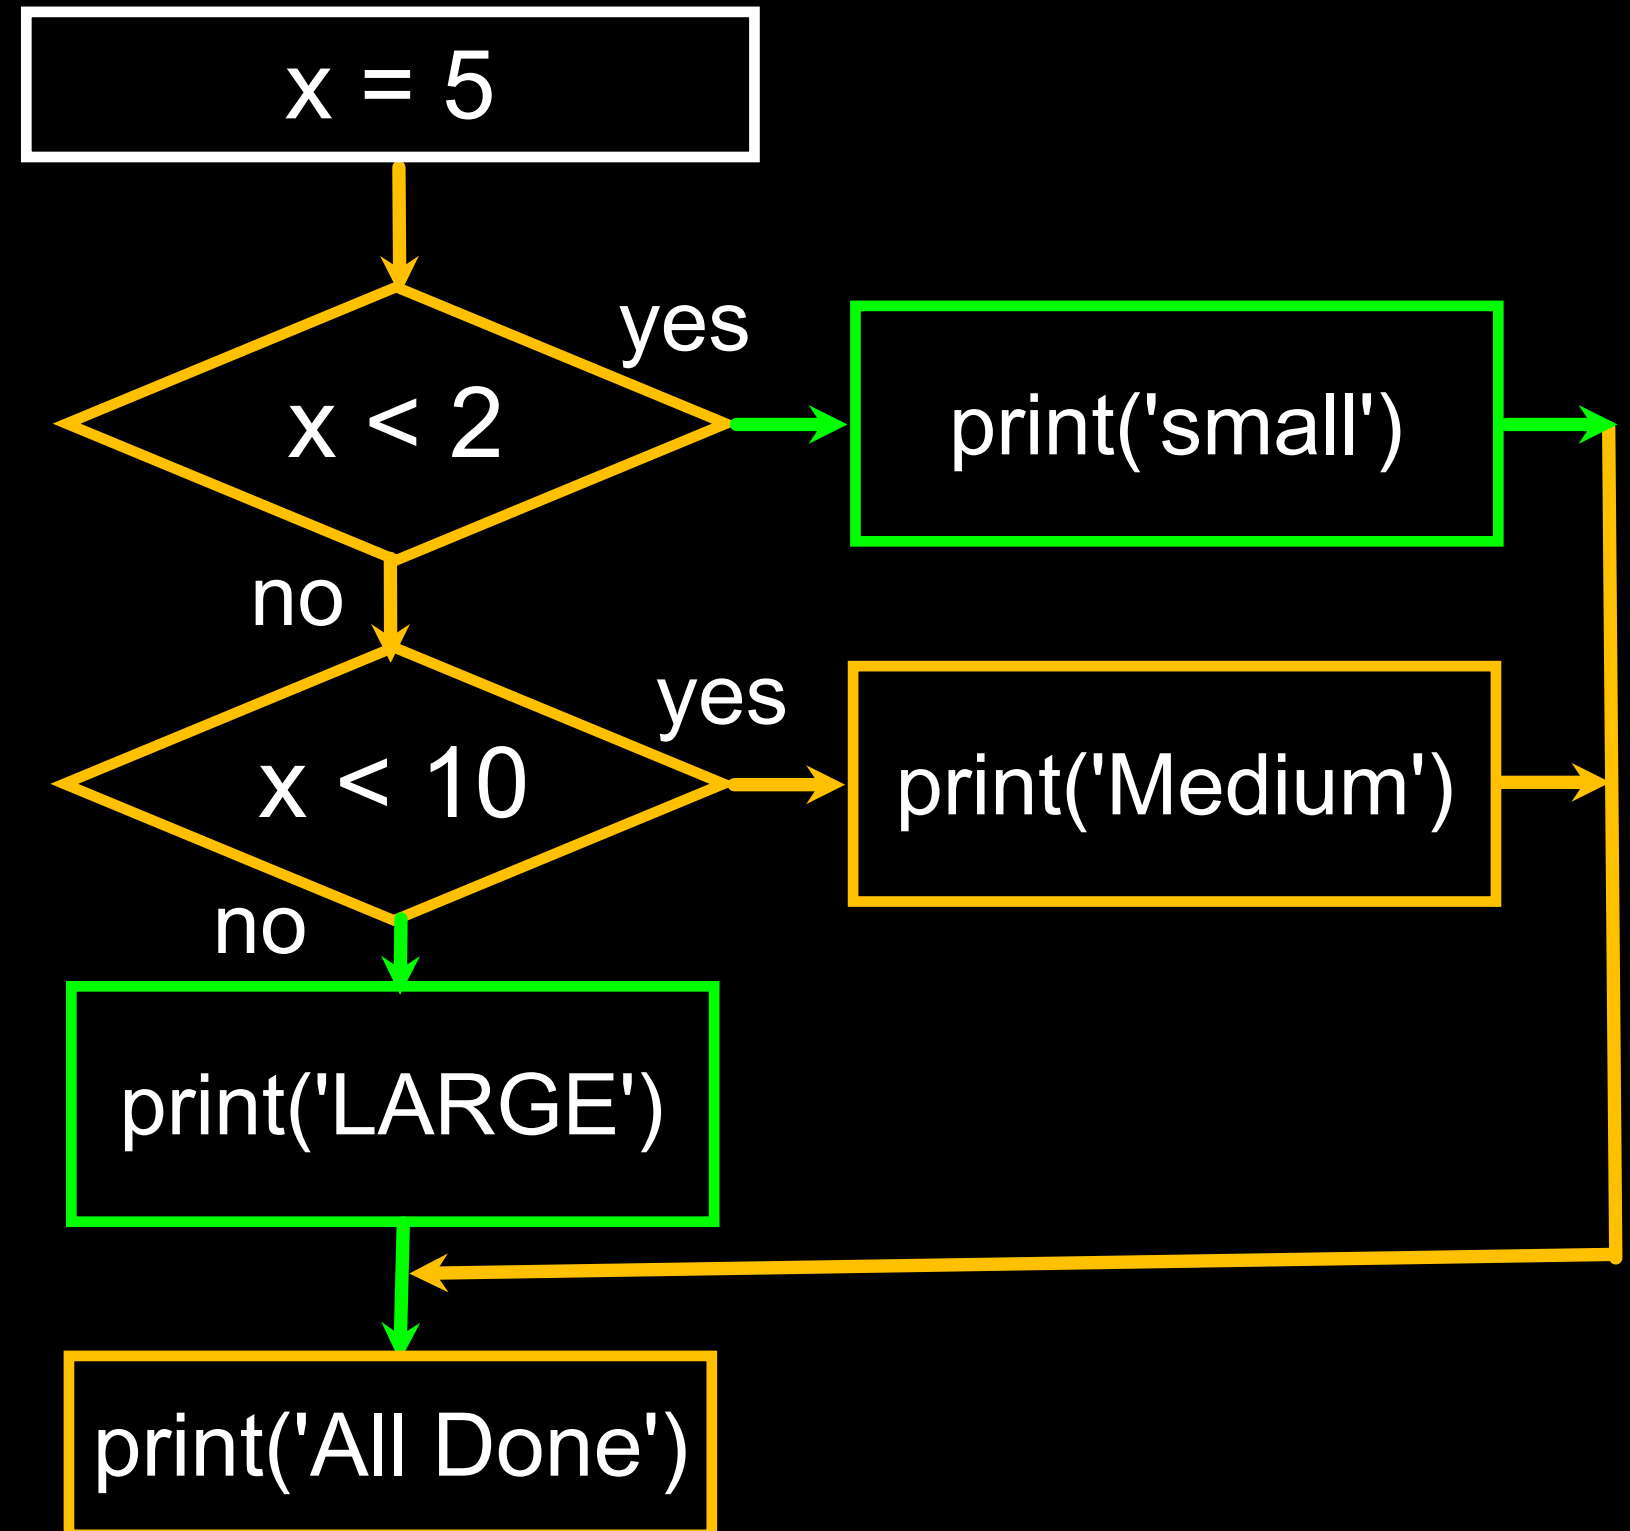 x = 5
yes
x < 2
print('small')
no
yes
x < 10
print('Medium')
no
print('LARGE')
print('All Done')